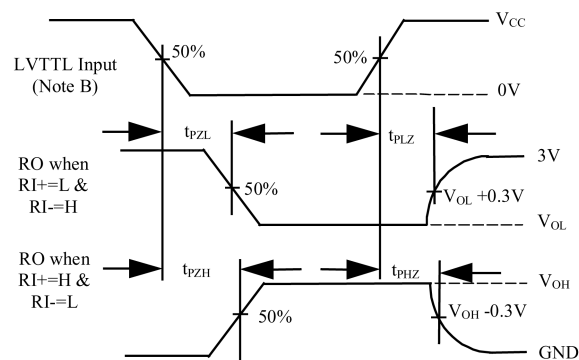 V_CC
50%
50%
LVTTL Input
(Note B)
0V
t_PZL
t_PLZ
RO when
RI+=L &
RI-=H
3V
50%
V_OL +0.3V
V_OL
RO when
RI+=H &
RI-=L
t_PZH
t_PHZ
V_OH
50%
V_OH -0.3V
GND